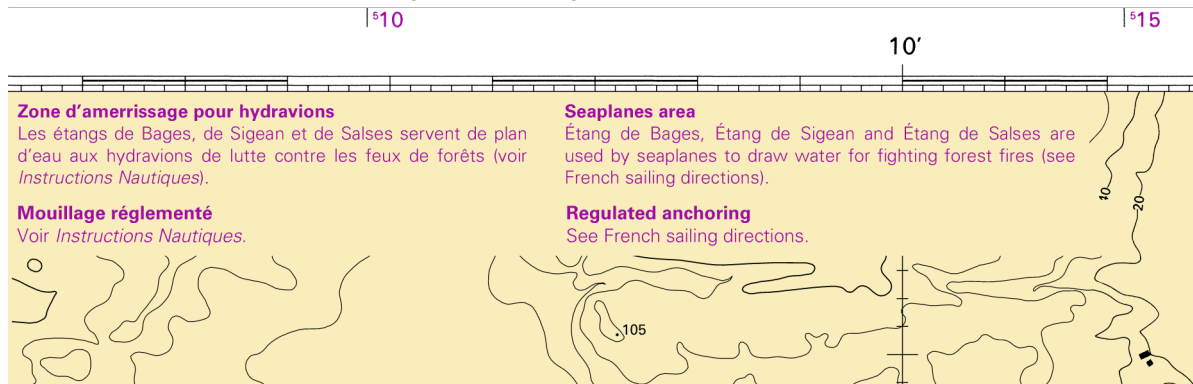 ⁵10
⁵15
10′
Zone d'amerrissage pour hydravions
Les étangs de Bages, de Sigean et de Salses servent de plan
d'eau aux hydravions de lutte contre les feux de forêts (voir
Instructions Nautiques).
Mouillage réglementé
Voir Instructions Nautiques.
Seaplanes area
Étang de Bages, Étang de Sigean and Étang de Salses are
used by seaplanes to draw water for fighting forest fires (see
French sailing directions).
Regulated anchoring
See French sailing directions.
10
20
105